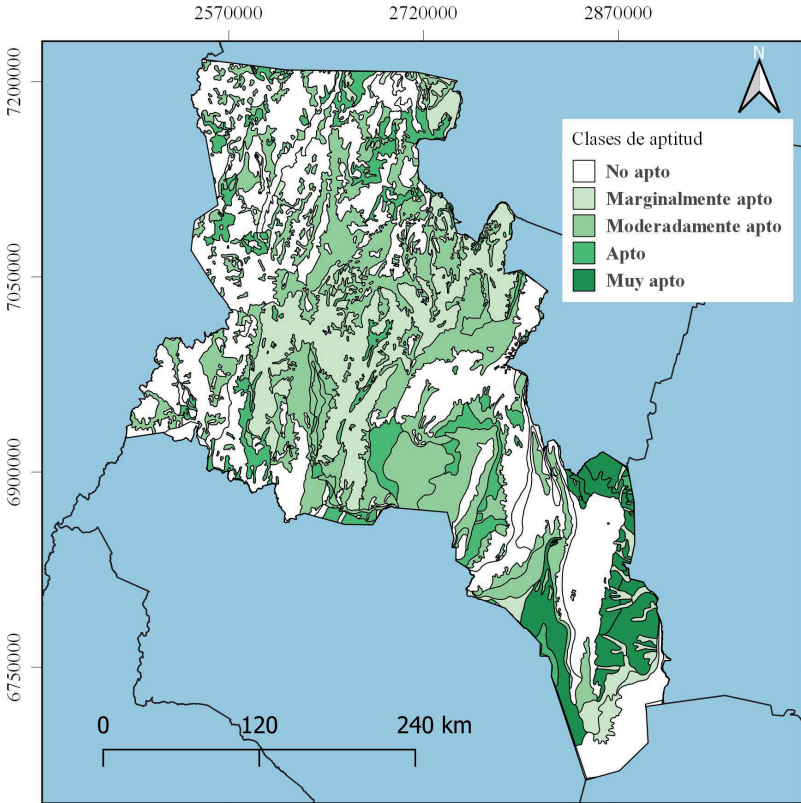 2570000 2720000 2870000
7200000
7050000
6900000
6750000
N
Clases de aptitud
No apto
Marginalmente apto
Moderadamente apto
Apto
Muy apto
0 120 240 km